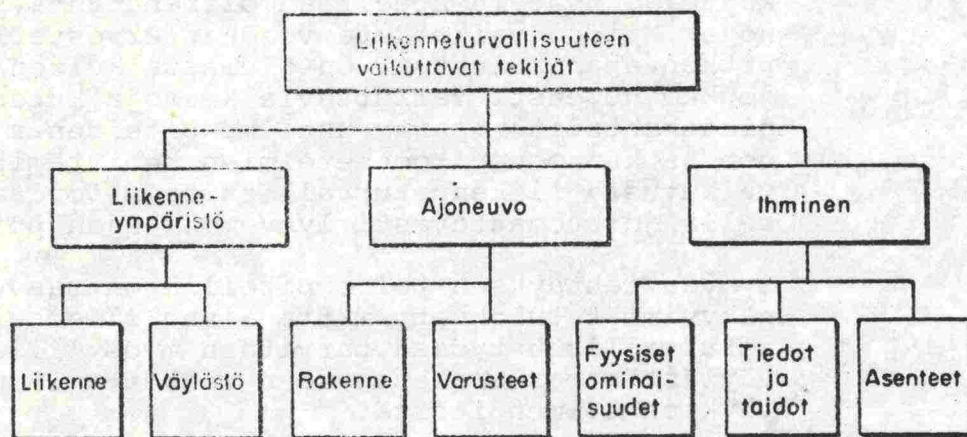 Liikenneturvallisuuteen
vaikuttavat tekijät
Liikenne-
ympäristö
Ajoneuvo
Ihminen
Liikenne
Väylästö
Rakenne
Varusteet
Fyysiset
ominai-
suudet
Tiedot
ja
taidot
Asenteet